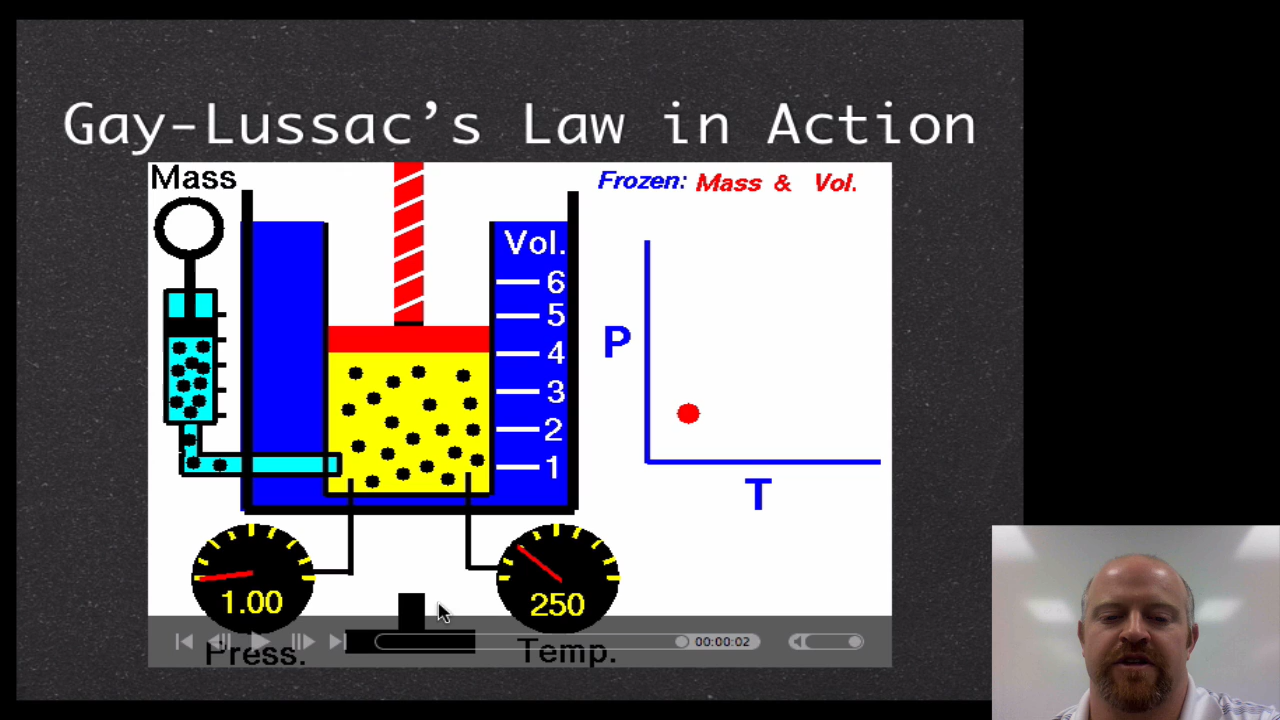 Gay-Lussac's Law in Action
Mass
Frozen: Mass & Vol.
Vol.
6
5
4
3
2
1
P
T
1.00
250
Press.
Temp.
00:00:02